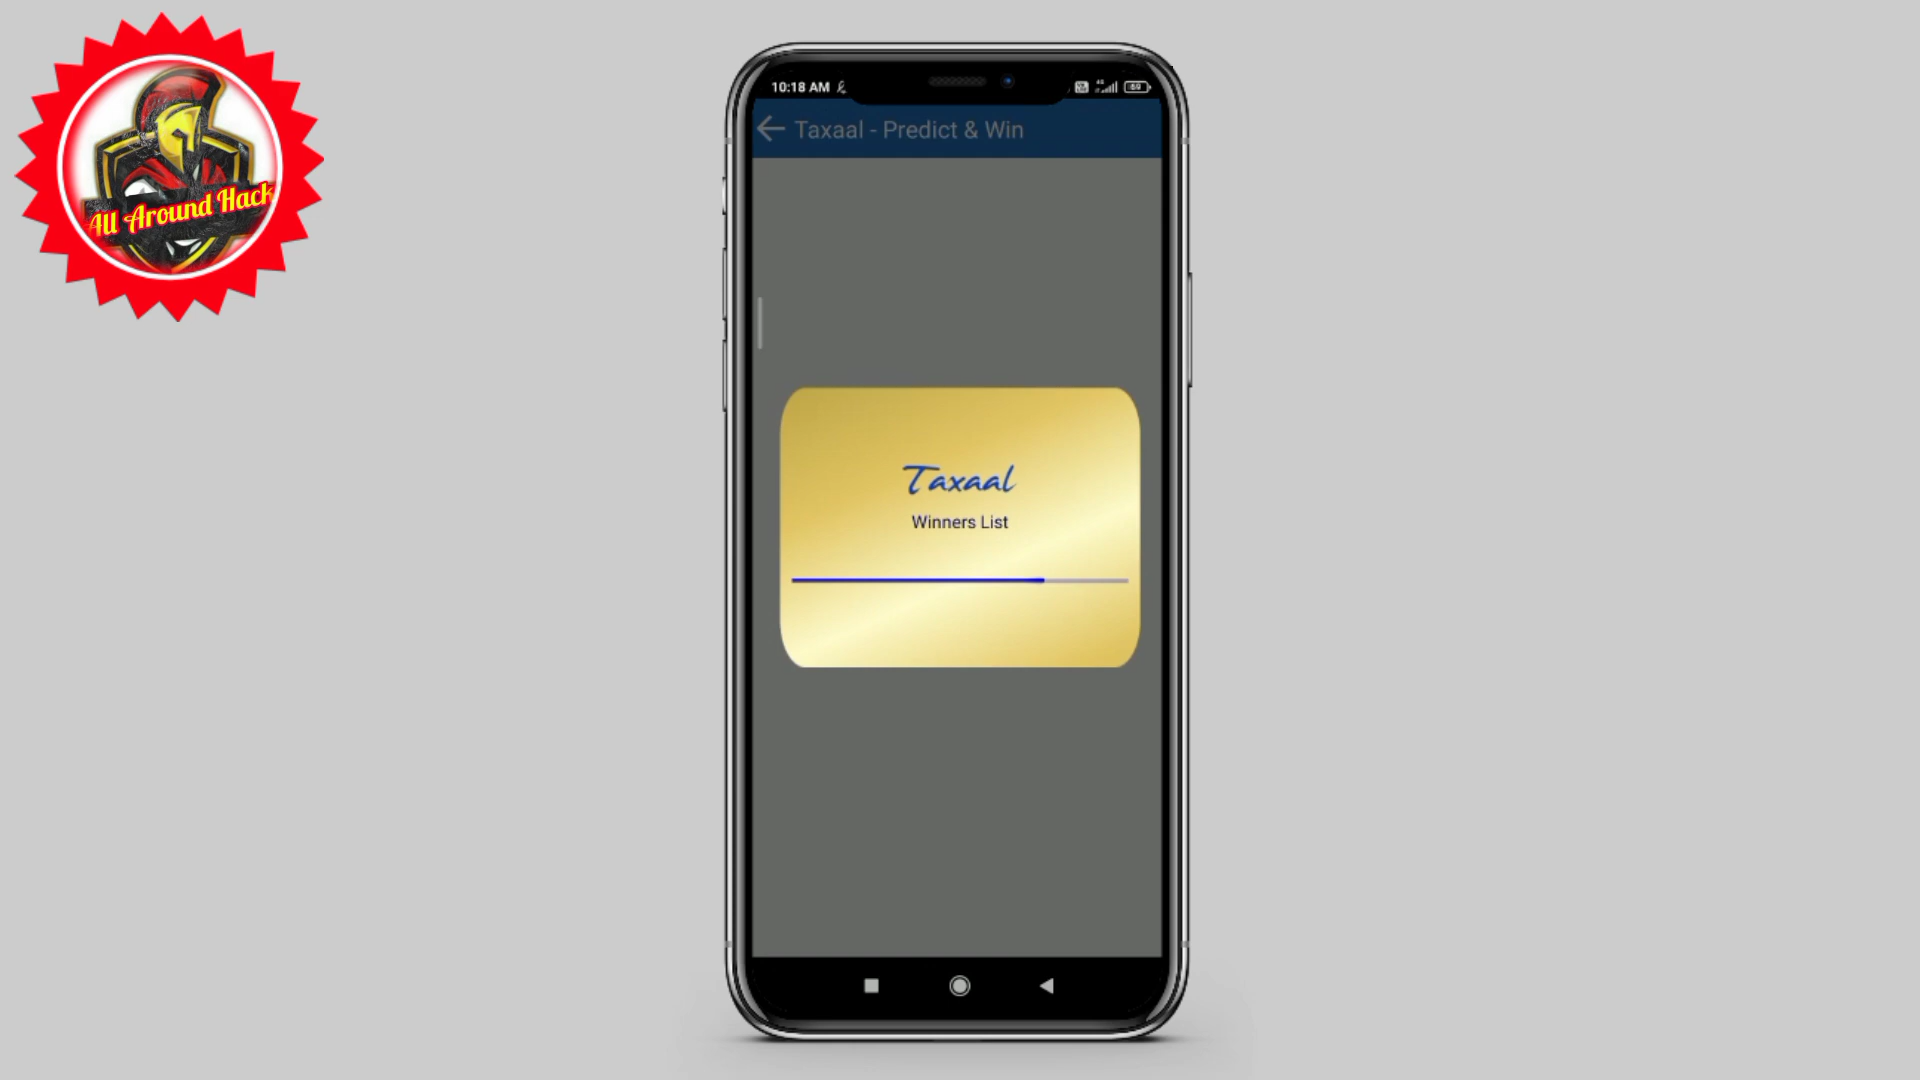 All Around Hack
10:18 AM
Taxaal - Predict & Win
Taxaal
Winners List